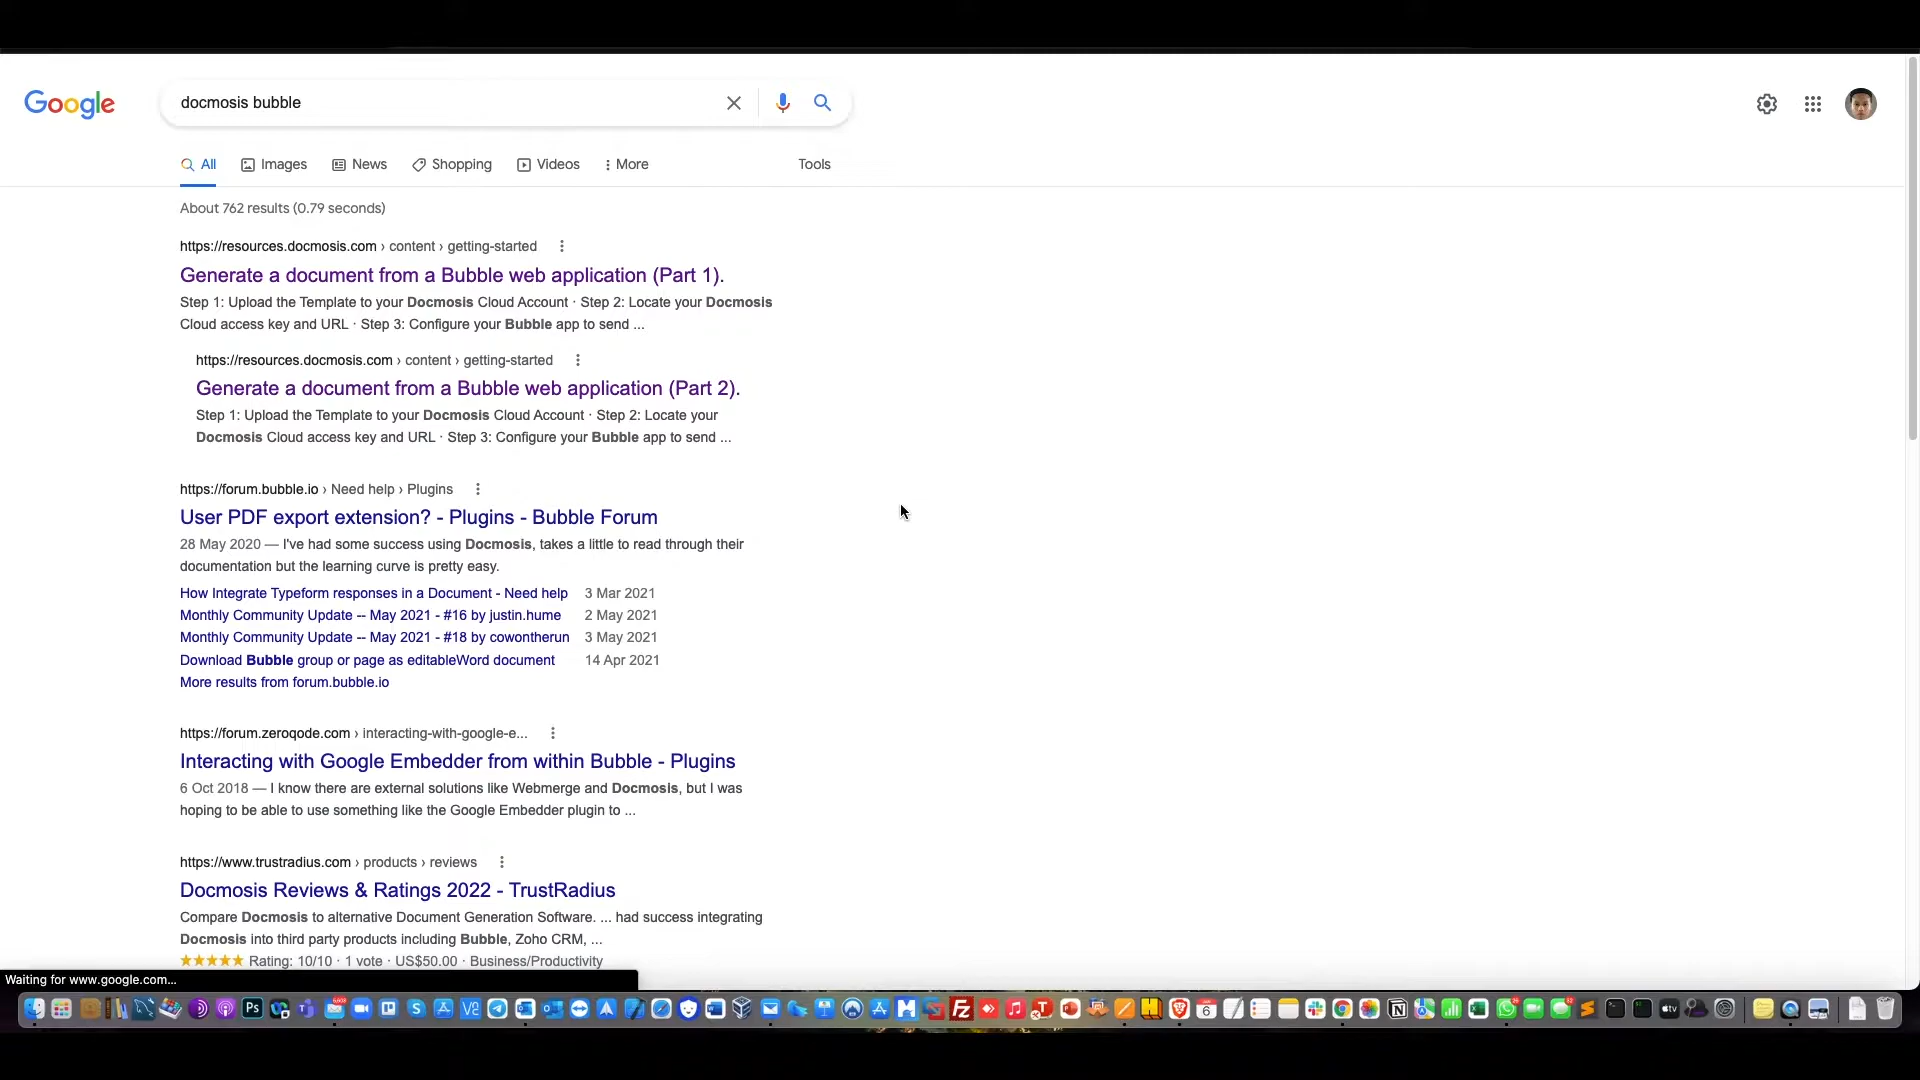 Google
docmosis bubble
All
Images
News
Shopping
Videos
More
Tools
About 762 results (0.79 seconds)
https://resources.docmosis.com › content › getting-started
Generate a document from a Bubble web application (Part 1).
Step 1: Upload the Template to your Docmosis Cloud Account · Step 2: Locate your Docmosis
Cloud access key and URL · Step 3: Configure your Bubble app to send ...
https://resources.docmosis.com › content › getting-started
Generate a document from a Bubble web application (Part 2).
Step 1: Upload the Template to your Docmosis Cloud Account · Step 2: Locate your
Docmosis Cloud access key and URL · Step 3: Configure your Bubble app to send ...
https://forum.bubble.io › Need help › Plugins
User PDF export extension? - Plugins - Bubble Forum
28 May 2020 — I've had some success using Docmosis, takes a little to read through their
documentation but the learning curve is pretty easy.
How Integrate Typeform responses in a Document - Need help 3 Mar 2021
Monthly Community Update -- May 2021 - #16 by justin.hume 2 May 2021
Monthly Community Update -- May 2021 - #18 by cowontherun 3 May 2021
Download Bubble group or page as editableWord document 14 Apr 2021
More results from forum.bubble.io
https://forum.zeroqode.com › interacting-with-google-e...
Interacting with Google Embedder from within Bubble - Plugins
6 Oct 2018 — I know there are external solutions like Webmerge and Docmosis, but I was
hoping to be able to use something like the Google Embedder plugin to ...
https://www.trustradius.com › products › reviews
Docmosis Reviews & Ratings 2022 - TrustRadius
Compare Docmosis to alternative Document Generation Software. ... had success integrating
Docmosis into third party products including Bubble, Zoho CRM, ...
Rating: 10/10 · 1 vote · US$50.00 · Business/Productivity
Waiting for www.google.com...